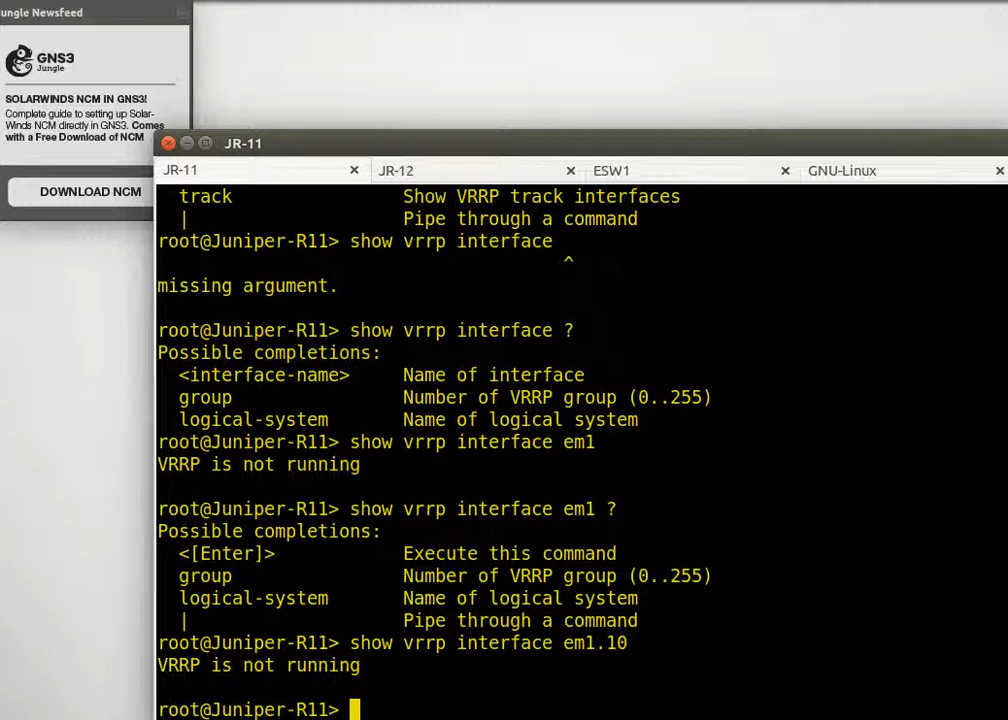 ungle Newsfeed
GNS3
Jungle
SOLARWINDS NCM IN GNS3!
Complete guide to setting up Solar-
Winds NCM directly in GNS3. Comes
with a Free Download of NCM
DOWNLOAD NCM
JR-11
JR-11
JR-12
ESW1
GNU-Linux
track Show VRRP track interfaces
| Pipe through a command
root@Juniper-R11> show vrrp interface
^
missing argument.
root@Juniper-R11> show vrrp interface ?
Possible completions:
<interface-name> Name of interface
group Number of VRRP group (0..255)
logical-system Name of logical system
root@Juniper-R11> show vrrp interface em1
VRRP is not running
root@Juniper-R11> show vrrp interface em1 ?
Possible completions:
<[Enter]> Execute this command
group Number of VRRP group (0..255)
logical-system Name of logical system
| Pipe through a command
root@Juniper-R11> show vrrp interface em1.10
VRRP is not running
root@Juniper-R11>